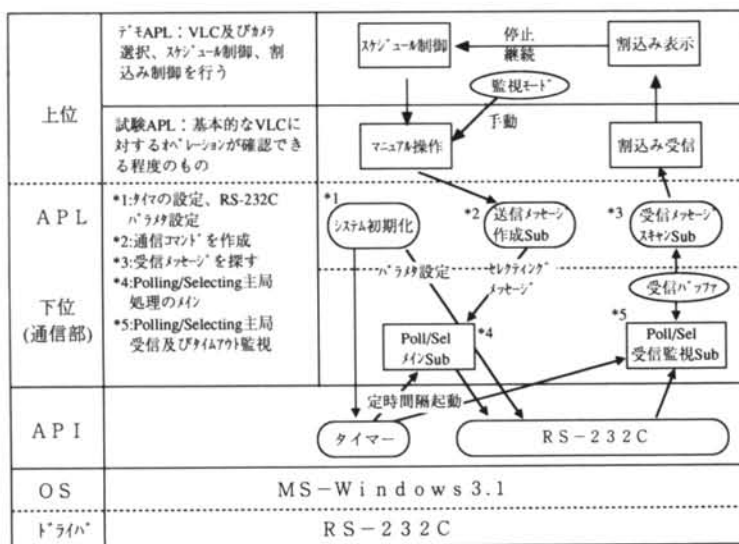 上位
ﾃﾞﾓAPL：VLC及びｶﾒﾗ
選択、ｽｹｼﾞｭｰﾙ制御、割
込み制御を行う
ｽｹｼﾞｭｰﾙ制御
停止
継続
割込み表示
監視ﾓｰﾄﾞ
試験APL：基本的なVLCに
対するｵﾍﾟﾚｰｼｮﾝが確認でき
る程度のもの
手動
マニュアル操作
割込み受信
ＡＰＬ
下位
(通信部)
*1:ﾀｲﾏの設定、RS-232C
ﾊﾟﾗﾒﾀ設定
*2:通信ｺﾏﾝﾄﾞを作成
*3:受信ﾒｯｾｰｼﾞを探す
*4:Polling/Selecting主局
処理のメイン
*5:Polling/Selecting主局
受信及びﾀｲﾑｱｳﾄ監視
*1
システム初期化
*2
送信メッセージ
作成Sub
*3
受信メッセージ
スキャンSub
ﾊﾟﾗﾒﾀ設定
ｾﾚｸﾃｨﾝｸﾞ
ﾒｯｾｰｼﾞ
受信ﾊﾞｯﾌｧ
Poll/Sel
メインSub
*4
*5
Poll/Sel
受信監視Sub
定時間隔起動
ＡＰＩ
タイマー
ＲＳ－２３２Ｃ
ＯＳ
ＭＳ－Ｗｉｎｄｏｗｓ３.１
ﾄﾞﾗｲﾊﾞ
ＲＳ－２３２Ｃ